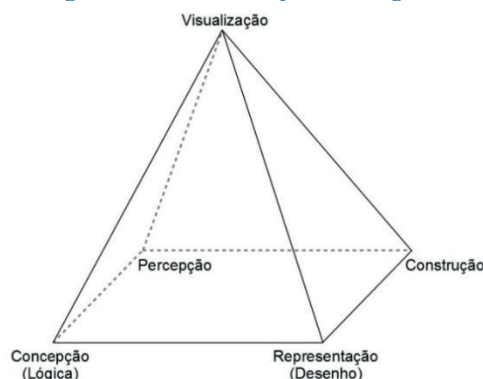 Visualização
Percepção
Construção
Concepção
(Lógica)
Representação
(Desenho)